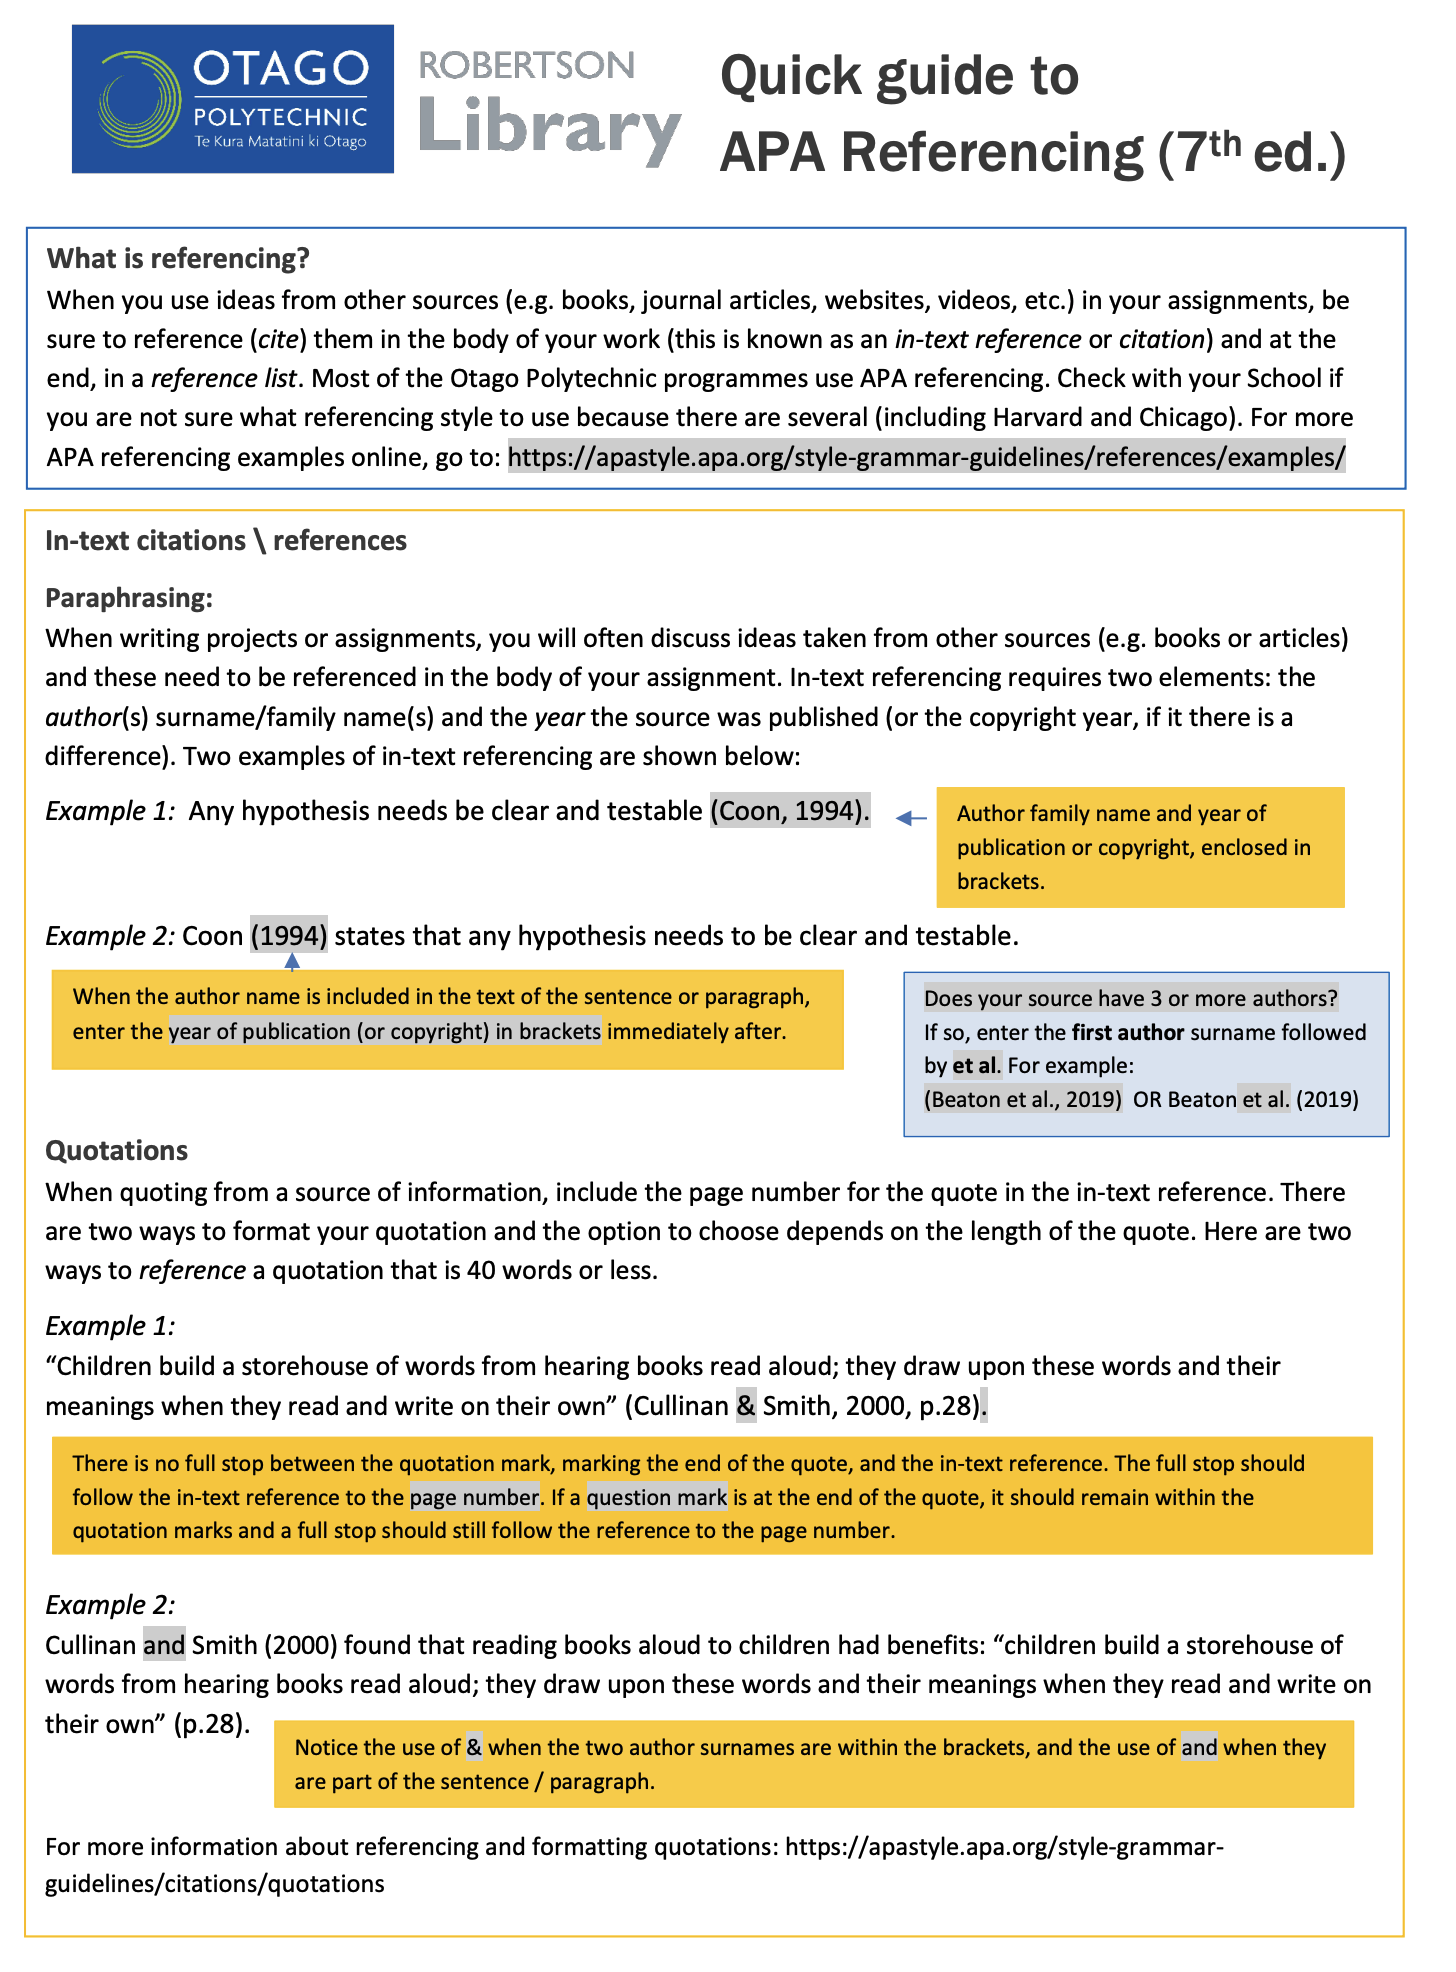 OTAGO
POLYTECHNIC
Te Kura Matatini ki Otago
ROBERTSON
Library
Quick guide to
APA Referencing (7th ed.)
What is referencing?
When you use ideas from other sources (e.g. books, journal articles, websites, videos, etc.) in your assignments, be
sure to reference (cite) them in the body of your work (this is known as an in-text reference or citation) and at the
end, in a reference list. Most of the Otago Polytechnic programmes use APA referencing. Check with your School if
you are not sure what referencing style to use because there are several (including Harvard and Chicago). For more
APA referencing examples online, go to: https://apastyle.apa.org/style-grammar-guidelines/references/examples/
In-text citations \ references
Paraphrasing:
When writing projects or assignments, you will often discuss ideas taken from other sources (e.g. books or articles)
and these need to be referenced in the body of your assignment. In-text referencing requires two elements: the
author(s) surname/family name(s) and the year the source was published (or the copyright year, if it there is a
difference). Two examples of in-text referencing are shown below:
Example 1: Any hypothesis needs be clear and testable (Coon, 1994).
Author family name and year of
publication or copyright, enclosed in
brackets.
Example 2: Coon (1994) states that any hypothesis needs to be clear and testable.
When the author name is included in the text of the sentence or paragraph,
enter the year of publication (or copyright) in brackets immediately after.
Does your source have 3 or more authors?
If so, enter the first author surname followed
by et al. For example:
(Beaton et al., 2019) OR Beaton et al. (2019)
Quotations
When quoting from a source of information, include the page number for the quote in the in-text reference. There
are two ways to format your quotation and the option to choose depends on the length of the quote. Here are two
ways to reference a quotation that is 40 words or less.
Example 1:
“Children build a storehouse of words from hearing books read aloud; they draw upon these words and their
meanings when they read and write on their own” (Cullinan & Smith, 2000, p.28).
There is no full stop between the quotation mark, marking the end of the quote, and the in-text reference. The full stop should
follow the in-text reference to the page number. If a question mark is at the end of the quote, it should remain within the
quotation marks and a full stop should still follow the reference to the page number.
Example 2:
Cullinan and Smith (2000) found that reading books aloud to children had benefits: “children build a storehouse of
words from hearing books read aloud; they draw upon these words and their meanings when they read and write on
their own” (p.28).
Notice the use of & when the two author surnames are within the brackets, and the use of and when they
are part of the sentence / paragraph.
For more information about referencing and formatting quotations: https://apastyle.apa.org/style-grammar-
guidelines/citations/quotations